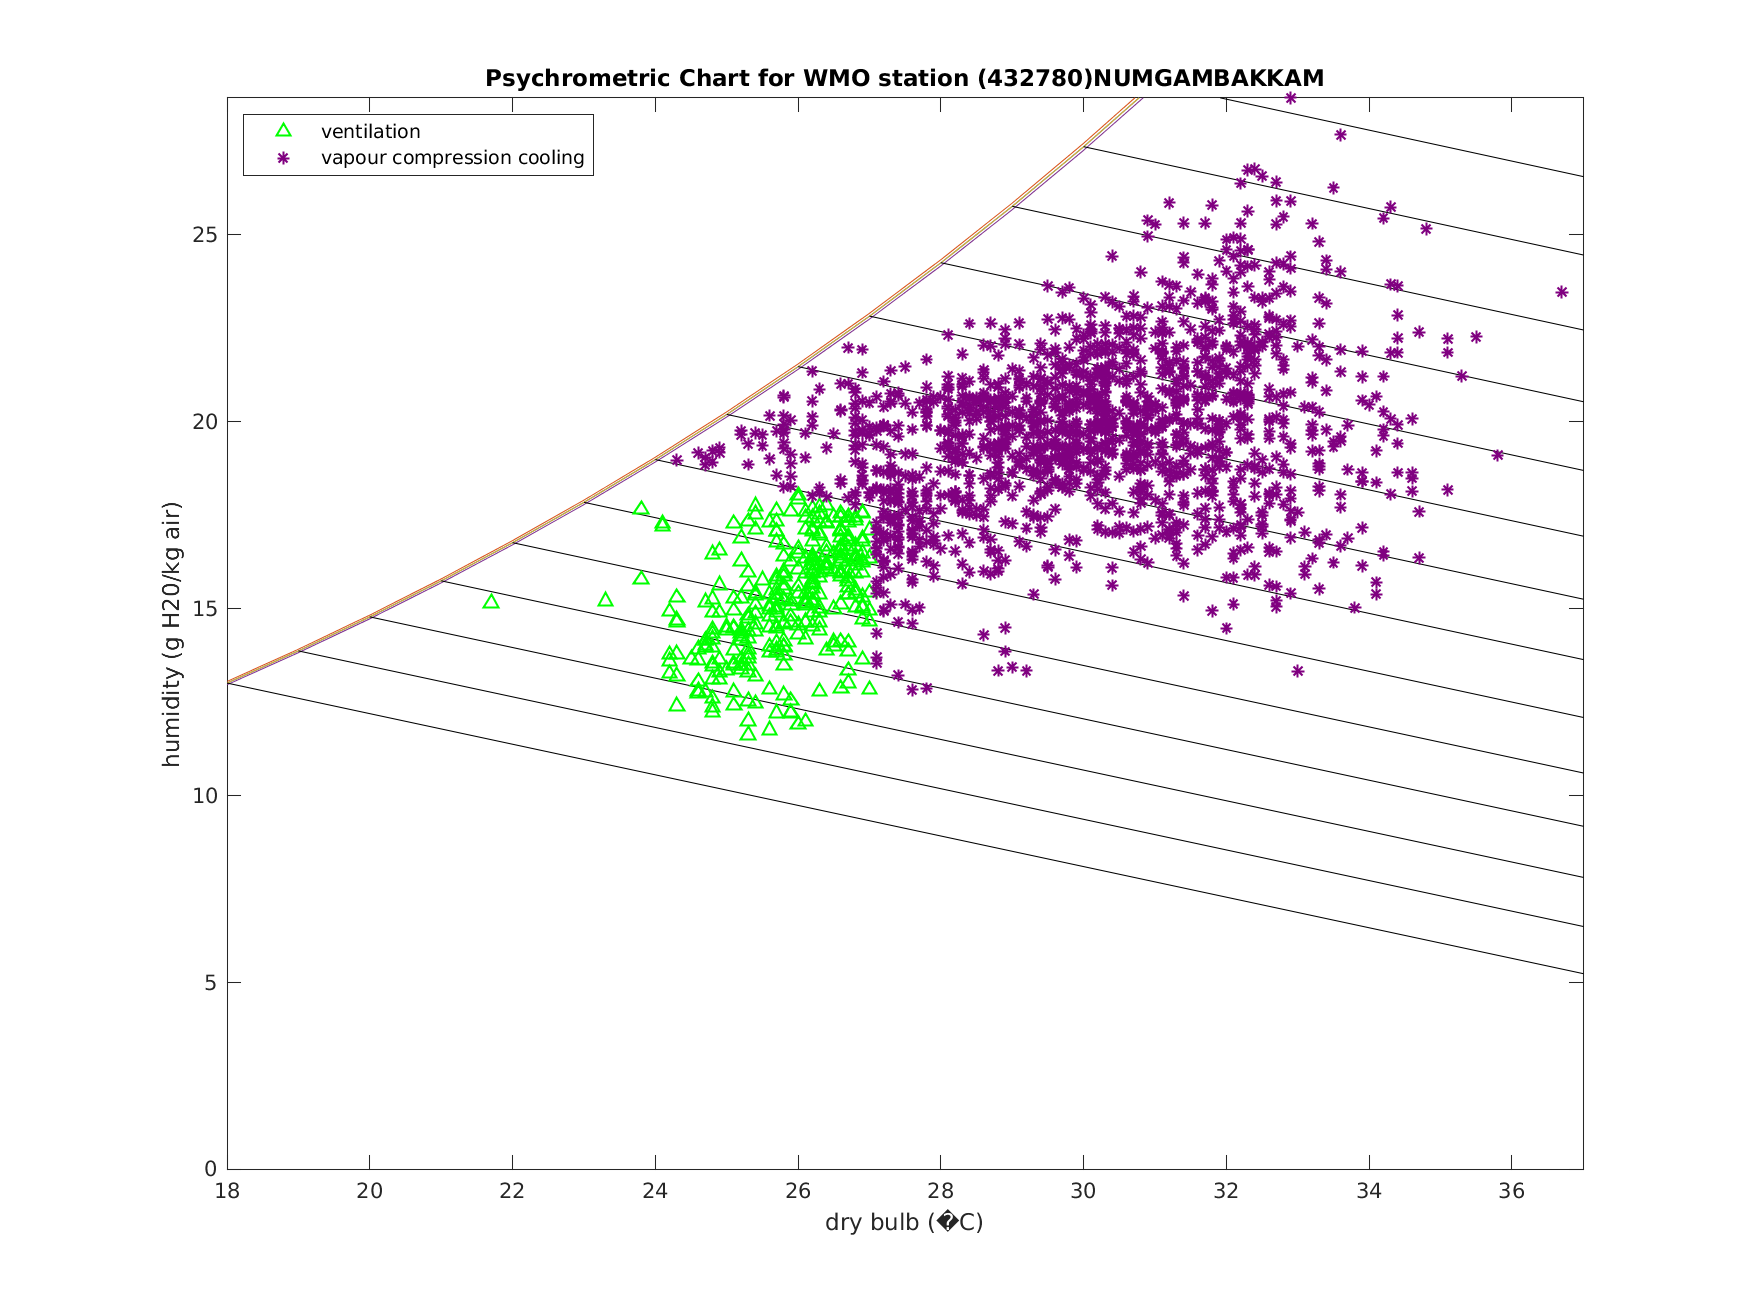 Psychrometric Chart for WMO station (432780)NUMGAMBAKKAM
ventilation
vapour compression cooling
humidity (g H20/kg air)
25
20
15
10
5
0
18 20 22 24 26 28 30 32 34 36
dry bulb (�C)